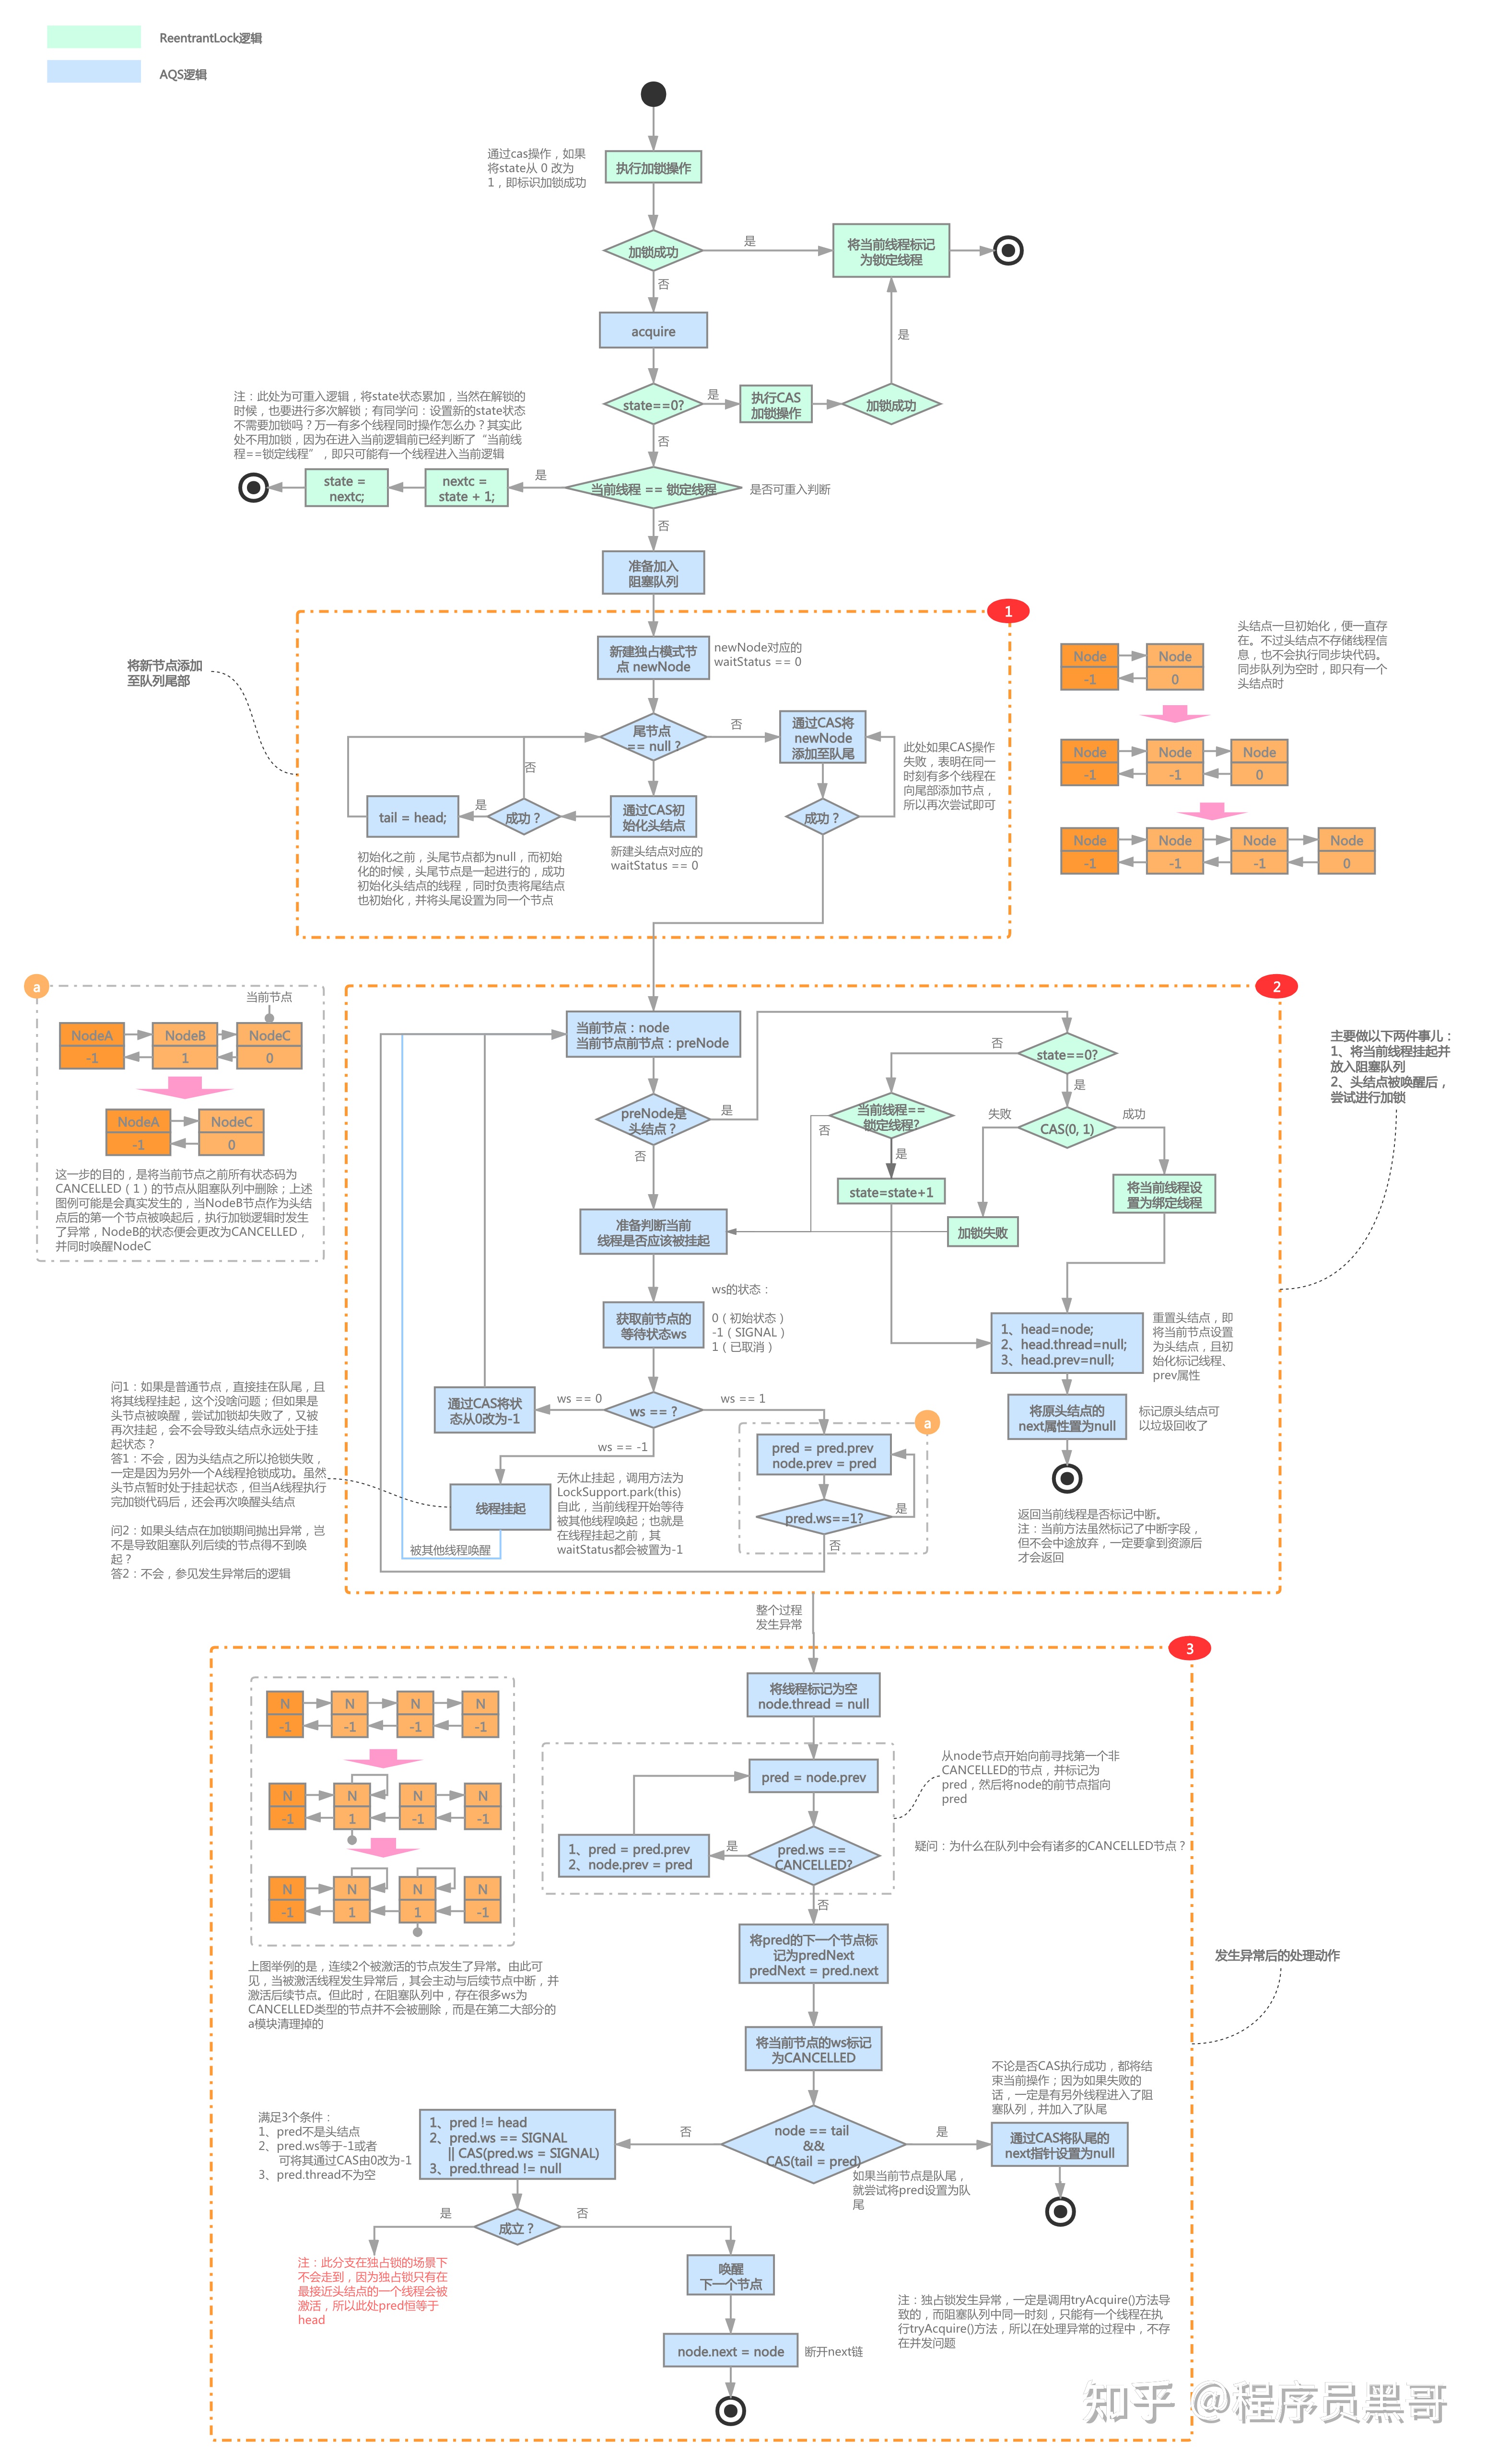 ReentrantLock逻辑
AQS逻辑
通过cas操作，如果
将state从 0 改为
1，即标识加锁成功
执行加锁操作
加锁成功
是
将当前线程标记
为锁定线程
否
acquire
是
注：此处为可重入逻辑，将state状态累加，当然在解锁的
时候，也要进行多次解锁；有同学问：设置新的state状态
不需要加锁吗？万一有多个线程同时操作怎么办？其实此
处不用加锁，因为在进入当前逻辑前已经判断了“当前线
程==锁定线程”，即只可能有一个线程进入当前逻辑
state==0?
是
执行CAS
加锁操作
加锁成功
否
state =
nextc;
nextc =
state + 1;
是
当前线程 == 锁定线程
是否可重入判断
否
准备加入
阻塞队列
1
将新节点添加
至队列尾部
新建独占模式节
点 newNode
newNode对应的
waitStatus == 0
尾节点
== null ?
否
通过CAS将
newNode
添加至队尾
此处如果CAS操作
失败，表明在同一
时刻有多个线程在
向尾部添加节点，
所以再次尝试即可
否
tail = head;
是
成功？
通过CAS初
始化头结点
成功？
新建头结点对应的
waitStatus == 0
初始化之前，头尾节点都为null，而初始
化的时候，头尾节点是一起进行的，成功
初始化头结点的线程，同时负责将尾结点
也初始化，并将头尾设置为同一个节点
头结点一旦初始化，便一直存
在。不过头结点不存储线程信
息，也不会执行同步块代码。
同步队列为空时，即只有一个
头结点时
Node
Node
-1
0
Node
Node
Node
-1
-1
0
Node
Node
Node
Node
-1
-1
-1
0
a
当前节点
NodeA
NodeB
NodeC
-1
1
0
NodeA
NodeC
-1
0
这一步的目的，是将当前节点之前所有状态码为
CANCELLED（1）的节点从阻塞队列中删除；上述
图例可能是会真实发生的，当NodeB节点作为头结
点后的第一个节点被唤起后，执行加锁逻辑时发生
了异常，NodeB的状态便会更改为CANCELLED，
并同时唤醒NodeC
2
主要做以下两件事儿：
1、将当前线程挂起并
放入阻塞队列
2、头结点被唤醒后，
尝试进行加锁
当前节点：node
当前节点前节点：preNode
preNode是
头结点？
是
否
state==0?
否
是
当前线程==
锁定线程?
否
是
CAS(0, 1)
失败
成功
state=state+1
加锁失败
将当前线程设
置为绑定线程
准备判断当前
线程是否应该被挂起
获取前节点的
等待状态ws
ws的状态：
0（初始状态）
-1（SIGNAL）
1（已取消）
1、head=node;
2、head.thread=null;
3、head.prev=null;
重置头结点，即
将当前节点设置
为头结点，且初
始化标记线程、
prev属性
将原头结点的
next属性置为null
标记原头结点可
以垃圾回收了
返回当前线程是否标记中断。
注：当前方法虽然标记了中断字段，
但不会中途放弃，一定要拿到资源后
才会返回
通过CAS将状
态从0改为-1
ws == 0
ws == ?
ws == 1
ws == -1
a
pred = pred.prev
node.prev = pred
pred.ws==1?
是
否
线程挂起
无休止挂起，调用方法为
LockSupport.park(this)
自此，当前线程开始等待
被其他线程唤起；也就是
在线程挂起之前，其
waitStatus都会被置为-1
被其他线程唤醒
问1：如果是普通节点，直接挂在队尾，且
将其线程挂起，这个没啥问题；但如果是
头节点被唤醒，尝试加锁却失败了，又被
再次挂起，会不会导致头结点永远处于挂
起状态？
答1：不会，因为头结点之所以抢锁失败，
一定是因为另外一个A线程抢锁成功。虽然
头节点暂时处于挂起状态，但当A线程执行
完加锁代码后，还会再次唤醒头结点
问2：如果头结点在加锁期间抛出异常，岂
不是导致阻塞队列后续的节点得不到唤
起？
答2：不会，参见发生异常后的逻辑
整个过程
发生异常
3
发生异常后的处理动作
N
N
N
N
-1
-1
-1
-1
N
N
N
N
-1
1
-1
-1
N
N
N
N
-1
1
1
-1
上图举例的是，连续2个被激活的节点发生了异常。由此可
见，当被激活线程发生异常后，其会主动与后续节点中断，并
激活后续节点。但此时，在阻塞队列中，存在很多ws为
CANCELLED类型的节点并不会被删除，而是在第二大部分的
a模块清理掉的
将线程标记为空
node.thread = null
pred = node.prev
1、pred = pred.prev
2、node.prev = pred
是
pred.ws ==
CANCELLED?
否
从node节点开始向前寻找第一个非
CANCELLED的节点，并标记为
pred，然后将node的前节点指向
pred
疑问：为什么在队列中会有诸多的CANCELLED节点？
将pred的下一个节点标
记为predNext
predNext = pred.next
将当前节点的ws标记
为CANCELLED
node == tail
&&
CAS(tail = pred)
否
是
如果当前节点是队尾，
就尝试将pred设置为队
尾
不论是否CAS执行成功，都将结
束当前操作；因为如果失败的
话，一定是有另外线程进入了阻
塞队列，并加入了队尾
通过CAS将队尾的
next指针设置为null
满足3个条件：
1、pred不是头结点
2、pred.ws等于-1或者
可将其通过CAS由0改为-1
3、pred.thread不为空
1、pred != head
2、pred.ws == SIGNAL
|| CAS(pred.ws = SIGNAL)
3、pred.thread != null
是
成立？
否
注：此分支在独占锁的场景下
不会走到，因为独占锁只有在
最接近头结点的一个线程会被
激活，所以此处pred恒等于
head
唤醒
下一个节点
node.next = node
断开next链
注：独占锁发生异常，一定是调用tryAcquire()方法导
致的，而阻塞队列中同一时刻，只能有一个线程在执
行tryAcquire()方法，所以在处理异常的过程中，不存
在并发问题
知乎 @程序员黑哥